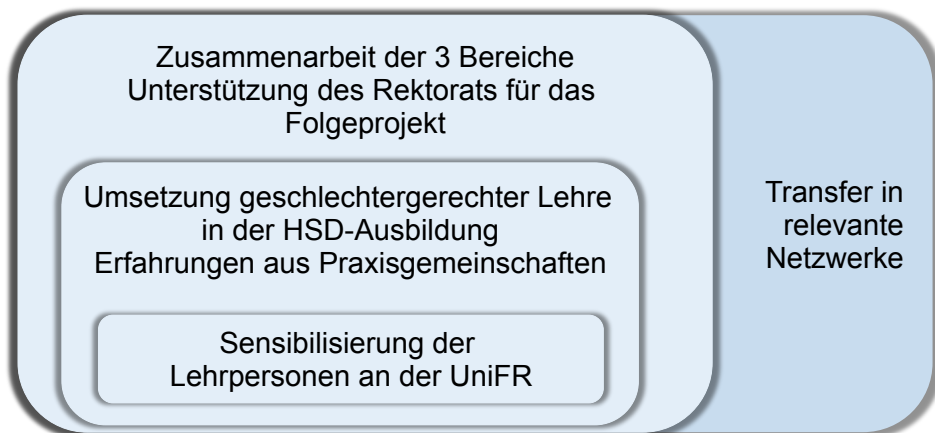 Zusammenarbeit der 3 Bereiche
Unterstützung des Rektorats für das
Folgeprojekt
Umsetzung geschlechtergerechter Lehre
in der HSD-Ausbildung
Erfahrungen aus Praxisgemeinschaften
Sensibilisierung der
Lehrpersonen an der UniFR
Transfer in
relevante
Netzwerke